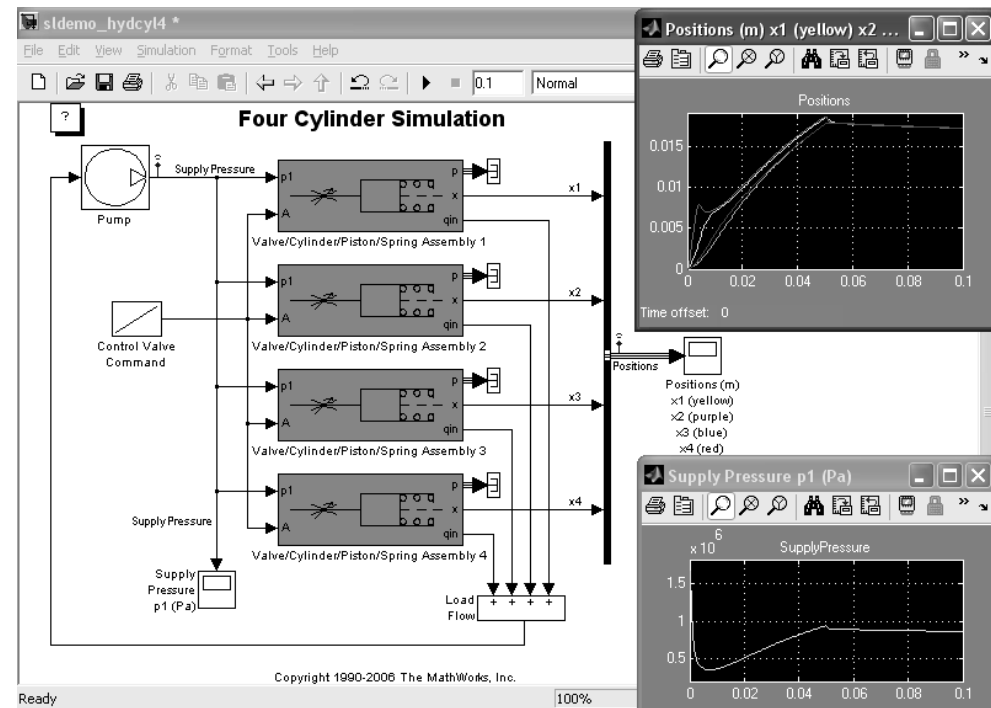 sldemo_hydcyl4 *
File Edit View Simulation Format Tools Help
0.1 Normal
?
Four Cylinder Simulation
Pump
Supply Pressure
Control Valve
Command
p1
A
p
x
qin
Valve/Cylinder/Piston/Spring Assembly 1
x1
p1
A
p
x
qin
Valve/Cylinder/Piston/Spring Assembly 2
x2
p1
A
p
x
qin
Valve/Cylinder/Piston/Spring Assembly 3
x3
p1
A
p
x
qin
Valve/Cylinder/Piston/Spring Assembly 4
x4
Supply Pressure
Supply
Pressure
p1 (Pa)
Load
Flow
+ + + +
Positions
Positions (m)
x1 (yellow)
x2 (purple)
x3 (blue)
x4 (red)
Copyright 1990-2006 The MathWorks, Inc.
Ready
100%
Positions (m) x1 (yellow) x2 ...
Positions
0.015
0.01
0.005
0
0 0.02 0.04 0.06 0.08 0.1
Time offset: 0
Supply Pressure p1 (Pa)
x 10^6
SupplyPressure
1.5
1
0.5
0 0.02 0.04 0.06 0.08 0.1